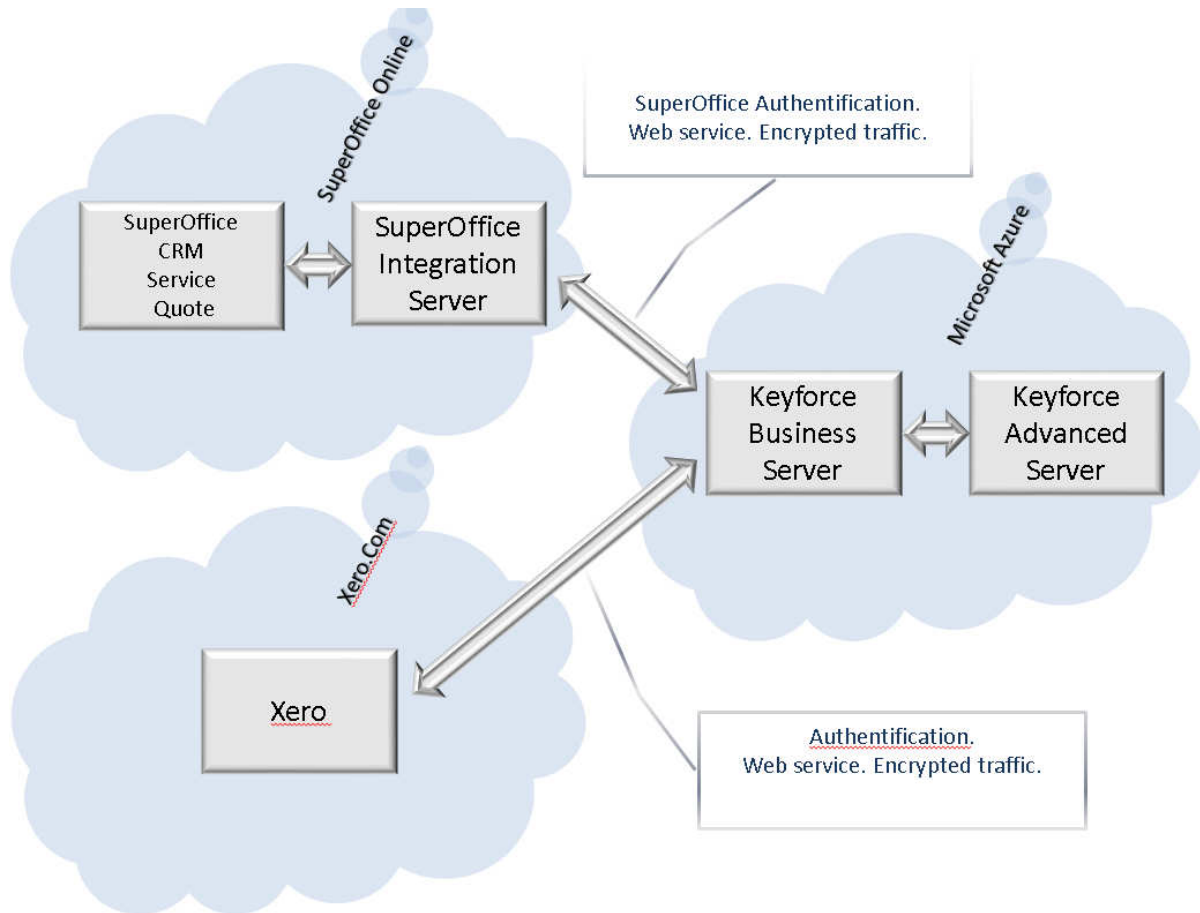 SuperOffice Online
SuperOffice Authentification.
Web service. Encrypted traffic.
SuperOffice
CRM
Service
Quote
SuperOffice
Integration
Server
Microsoft Azure
Keyforce
Business
Server
Keyforce
Advanced
Server
Xero.Com
Xero
Authentification.
Web service. Encrypted traffic.